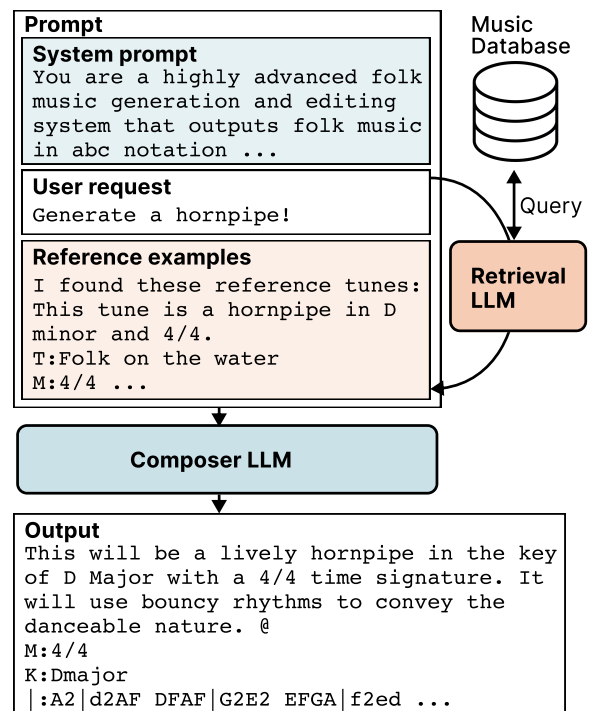 Prompt
System prompt
You are a highly advanced folk
music generation and editing
system that outputs folk music
in abc notation ...
User request
Generate a hornpipe!
Reference examples
I found these reference tunes:
This tune is a hornpipe in D
minor and 4/4.
T:Folk on the water
M:4/4 ...
Music
Database
Query
Retrieval
LLM
Composer LLM
Output
This will be a lively hornpipe in the key
of D Major with a 4/4 time signature. It
will use bouncy rhythms to convey the
danceable nature. @
M:4/4
K:Dmajor
|:A2|d2AF DFAF|G2E2 EFGA|f2ed ...